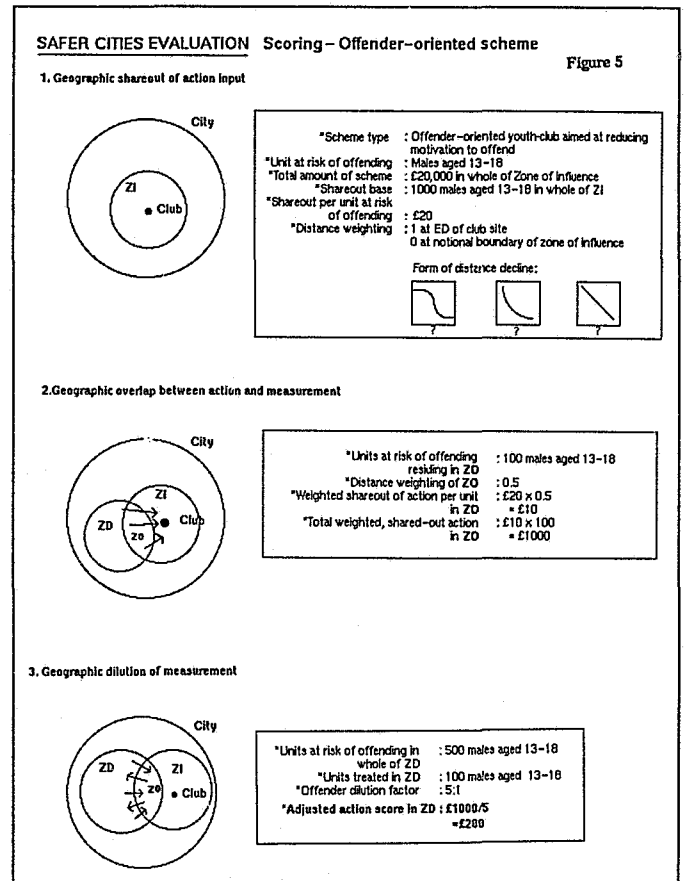 SAFER CITIES EVALUATION Scoring – Offender-oriented scheme
Figure 5
1. Geographic shareout of action input
City
ZI
Club
*Scheme type : Offender-oriented youth-club aimed at reducing
motivation to offend
*Unit at risk of offending : Males aged 13-18
*Total amount of scheme : £20,000 in whole of Zone of Influence
*Shareout base : 1000 males aged 13-18 in whole of ZI
*Shareout per unit at risk
of offending : £20
*Distance weighting : 1 at ED of club site
0 at notional boundary of zone of influence
Form of distance decline:
? ? ?
2.Geographic overlap between action and measurement
City
ZI
ZD
Club
ZO
*Units at risk of offending : 100 males aged 13-18
residing in ZO
*Distance weighting of ZO : 0.5
*Weighted shareout of action per unit : £20 x 0.5
in ZO = £10
*Total weighted, shared-out action : £10 x 100
in ZO = £1000
3. Geographic dilution of measurement
City
ZD ZI
ZO Club
*Units at risk of offending in : 500 males aged 13-18
whole of ZD
*Units treated in ZD : 100 males aged 13-18
*Offender dilution factor : 5:1
*Adjusted action score in ZD : £1000/5
=£200